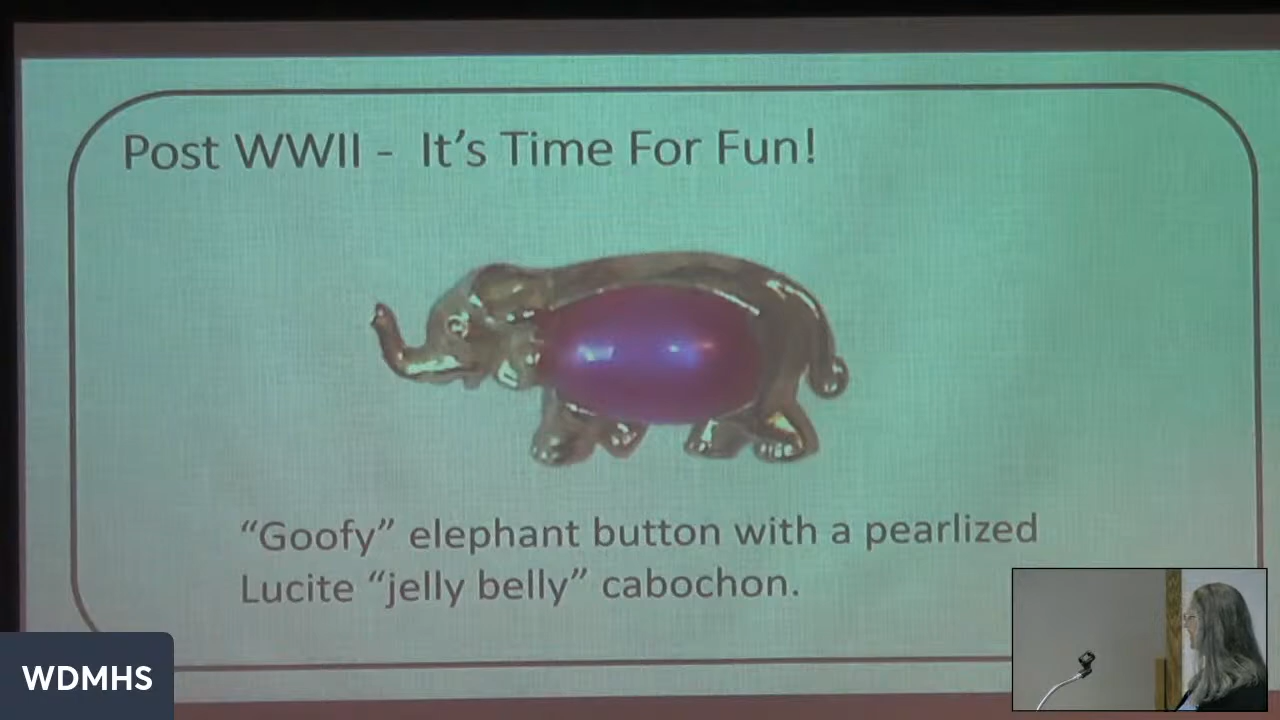 Post WWII - It's Time For Fun!
“Goofy” elephant button with a pearlized
Lucite “jelly belly” cabochon.
WDMHS